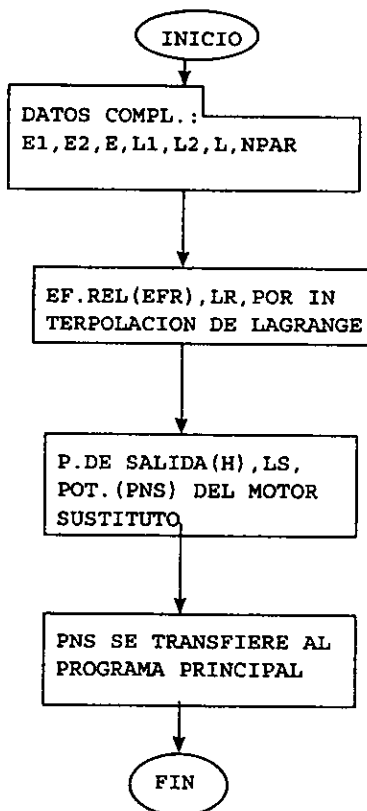 INICIO
DATOS COMPL.:
E1,E2,E,L1,L2,L,NPAR
EF.REL(EFR),LR,POR IN
TERPOLACION DE LAGRANGE
P.DE SALIDA(H),LS,
POT.(PNS) DEL MOTOR
SUSTITUTO
PNS SE TRANSFIERE AL
PROGRAMA PRINCIPAL
FIN